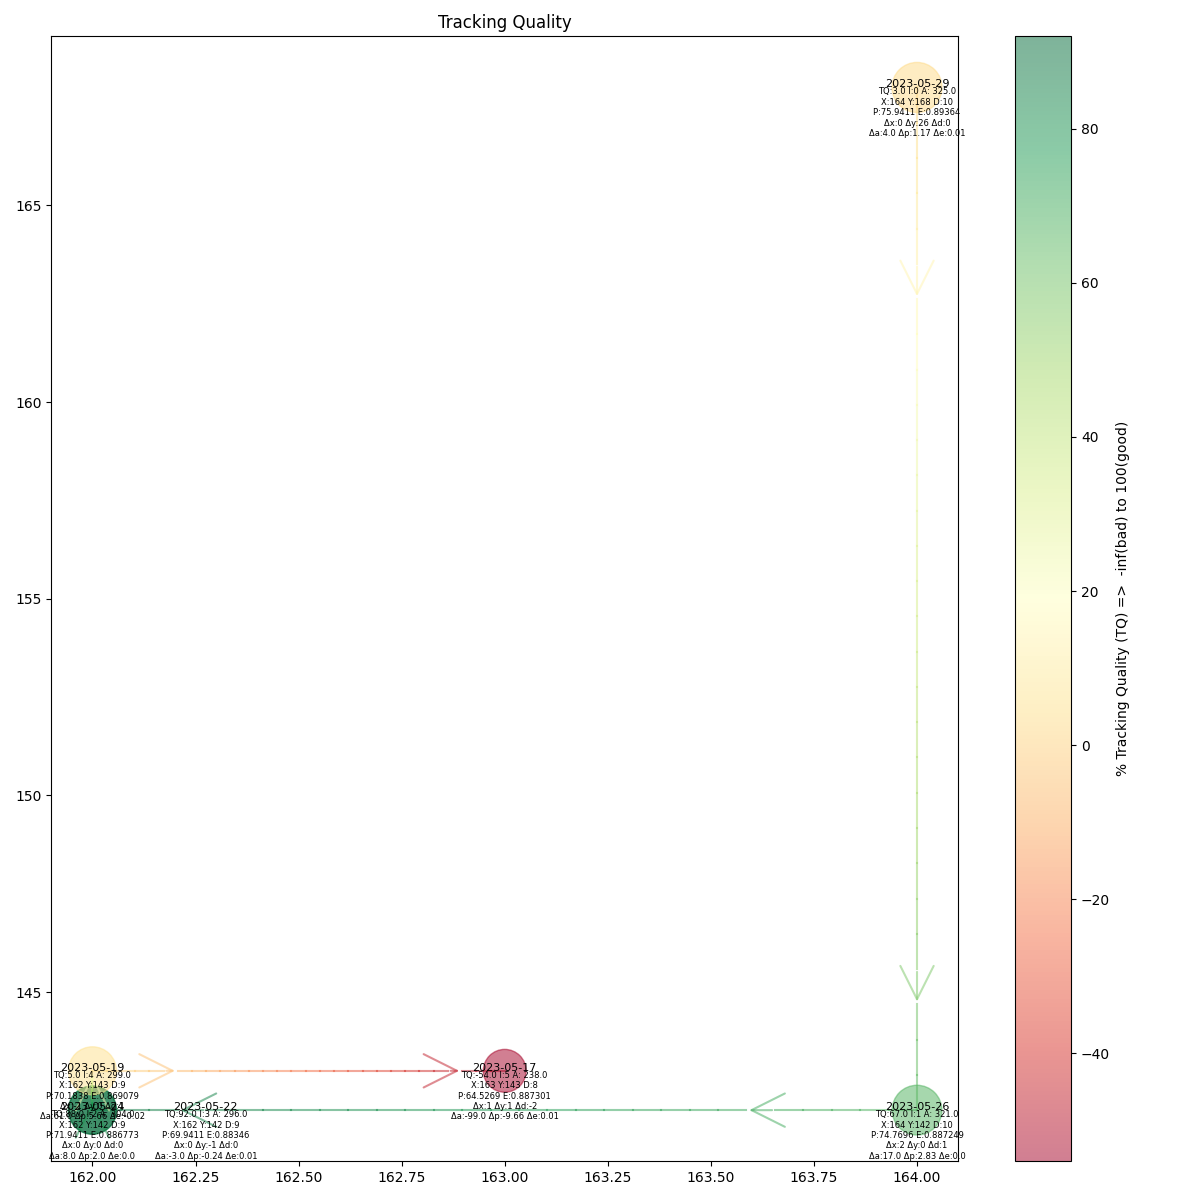 Tracking Quality
2023-05-29
TQ:3.0 I:0 A: 325.0
X:164 Y:168 D:10
P:75.9411 E:0.89364
Δx:0 Δy:26 Δd:0
Δa:4.0 Δp:1.17 Δe:0.01
165
160
155
150
145
2023-05-19
TQ:5.0 I:4 A: 299.0
X:162 Y:143 D:9
P:70.1838 E:0.869079
2023-05-17
TQ:-54.0 I:5 A: 238.0
X:163 Y:143 D:8
P:64.5269 E:0.887301
Δx:1 Δy:1 Δd:-2
Δa:-99.0 Δp:-9.66 Δe:0.01
X:162 Y:142 D:9
P:71.9411 E:0.886773
Δx:0 Δy:0 Δd:0
Δa:8.0 Δp:2.0 Δe:0.0
2023-05-22
TQ:92.0 I:3 A: 296.0
X:162 Y:142 D:9
P:69.9411 E:0.88346
Δx:0 Δy:-1 Δd:0
Δa:-3.0 Δp:-0.24 Δe:0.01
2023-05-26
TQ:67.0 I:1 A: 321.0
X:164 Y:142 D:10
P:74.7696 E:0.887249
Δx:2 Δy:0 Δd:1
Δa:17.0 Δp:2.83 Δe:0.0
162.00 162.25 162.50 162.75 163.00 163.25 163.50 163.75 164.00
80
60
40
20
0
−20
−40
% Tracking Quality (TQ) => -inf(bad) to 100(good)